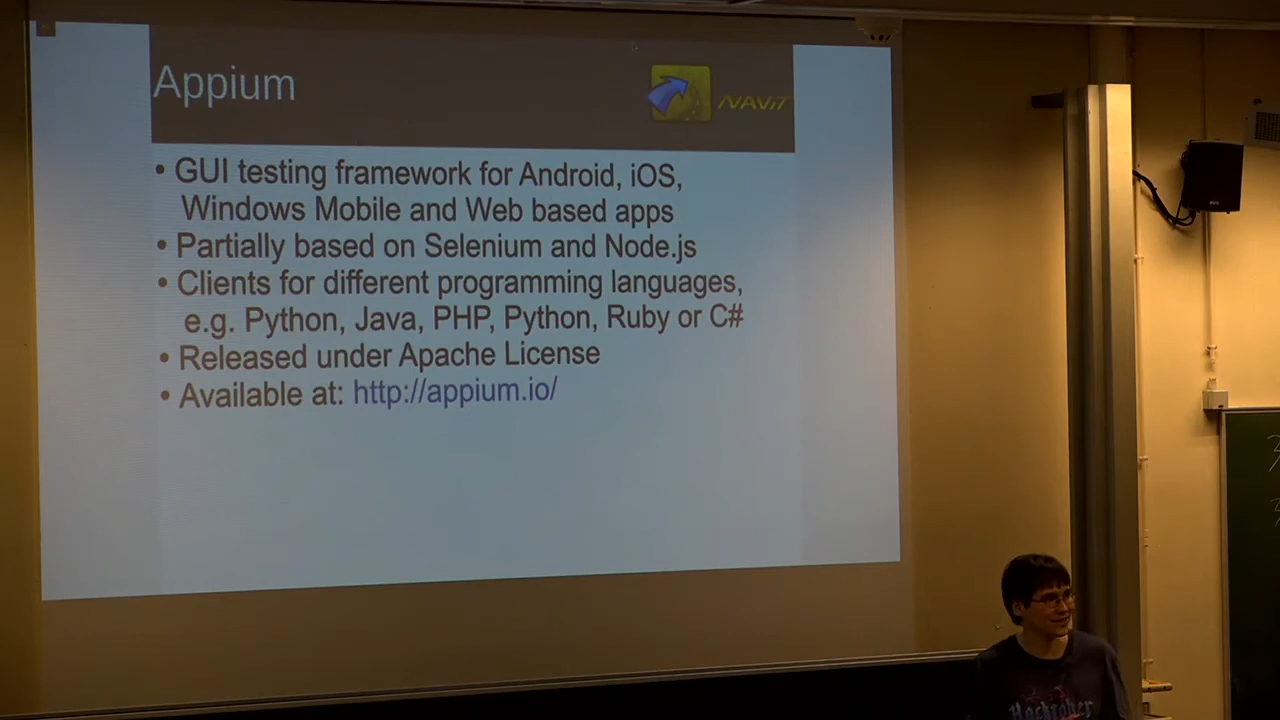 Appium
NAVIT
• GUI testing framework for Android, iOS,
Windows Mobile and Web based apps
• Partially based on Selenium and Node.js
• Clients for different programming languages,
e.g. Python, Java, PHP, Python, Ruby or C#
• Released under Apache License
• Available at: http://appium.io/